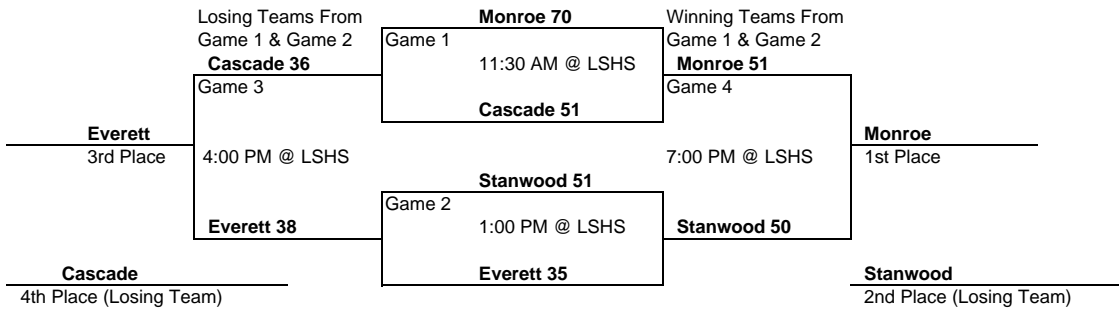 Losing Teams From Monroe 70 Winning Teams From
Game 1 & Game 2 Game 1 Game 1 & Game 2
Cascade 36 11:30 AM @ LSHS Monroe 51
Game 3 Game 4
Cascade 51
Everett Monroe
3rd Place 4:00 PM @ LSHS 7:00 PM @ LSHS 1st Place
Stanwood 51
Game 2
Everett 38 1:00 PM @ LSHS Stanwood 50
Cascade Everett 35 Stanwood
4th Place (Losing Team) 2nd Place (Losing Team)